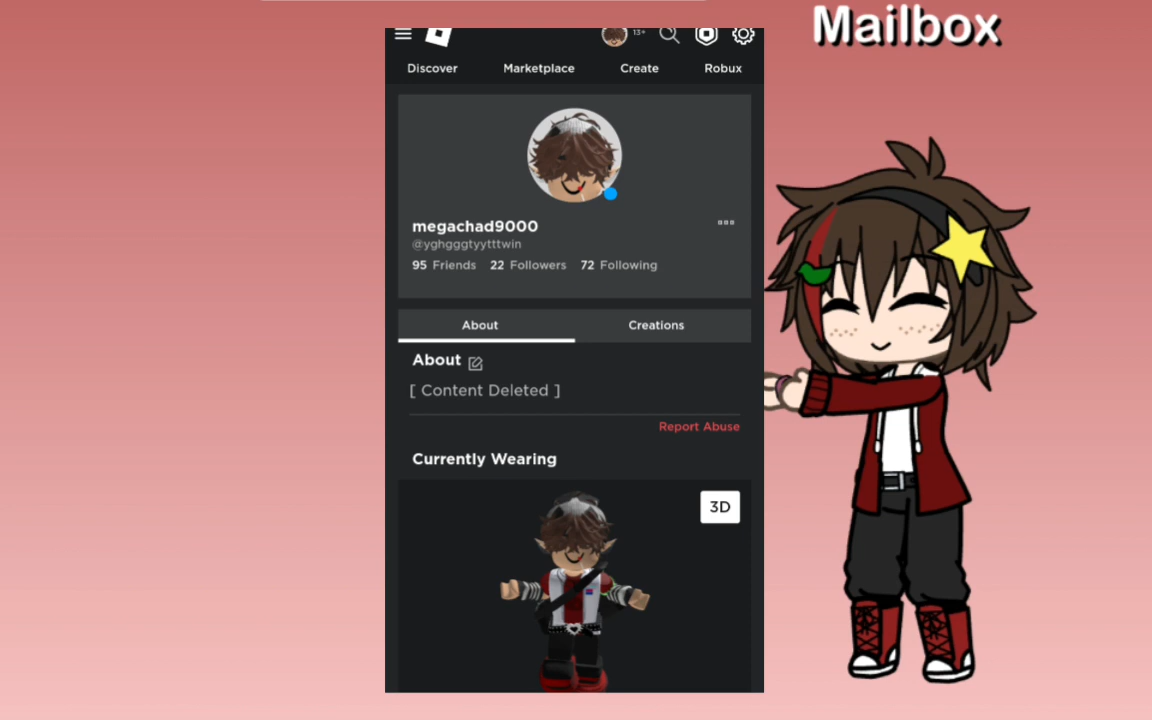 Mailbox
13+
Discover Marketplace Create Robux
megachad9000
@yghgggtyytttwin
95 Friends 22 Followers 72 Following
About Creations
About
[ Content Deleted ]
Report Abuse
Currently Wearing
3D